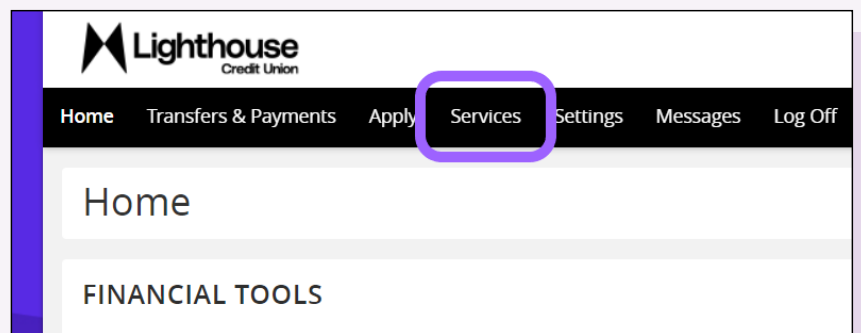 Lighthouse
Credit Union
Home Transfers & Payments Apply Services Settings Messages Log Off
Home
FINANCIAL TOOLS